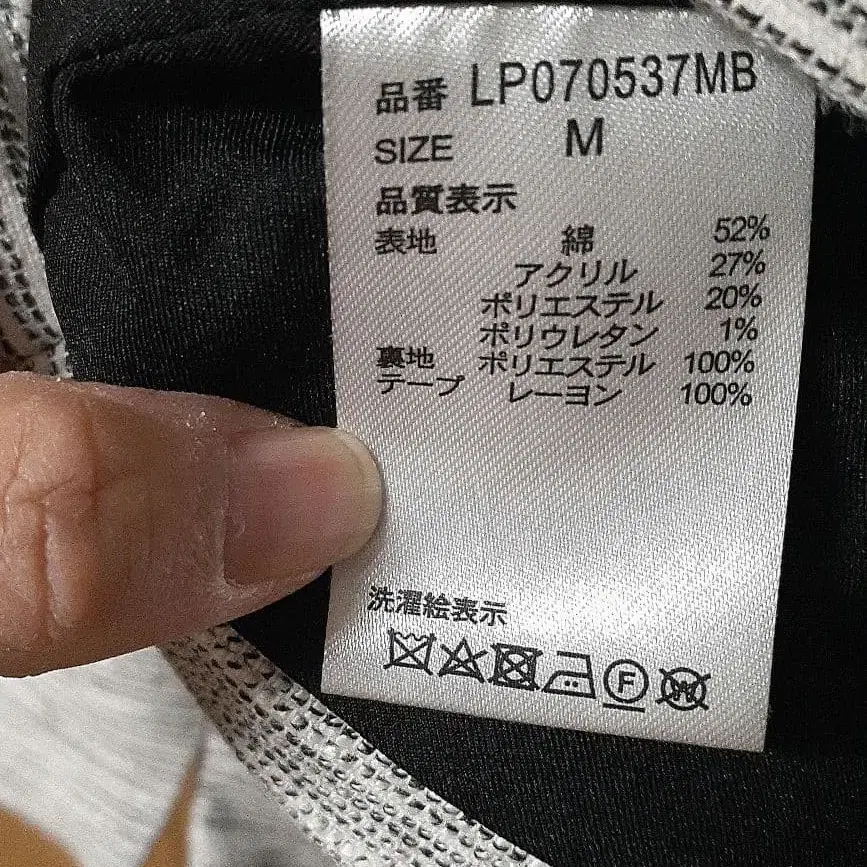 品番 LP070537MB
SIZE M
品質表示
表地 綿 52%
アクリル 27%
ポリエステル 20%
ポリウレタン 1%
裏地 ポリエステル 100%
テープ レーヨン 100%
洗濯絵表示
F W